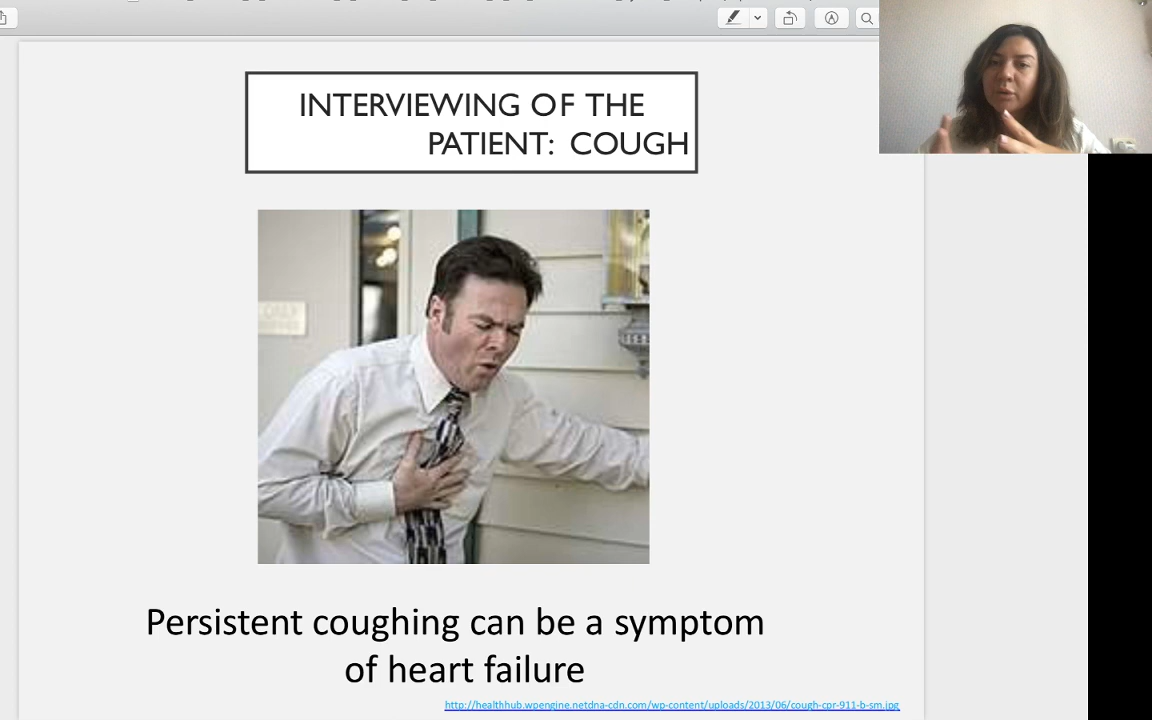 INTERVIEWING OF THE
PATIENT: COUGH
Persistent coughing can be a symptom
of heart failure
http://healthhub.wpengine.netdna-cdn.com/wp-content/uploads/2013/06/cough-cpr-911-b-sm.jpg